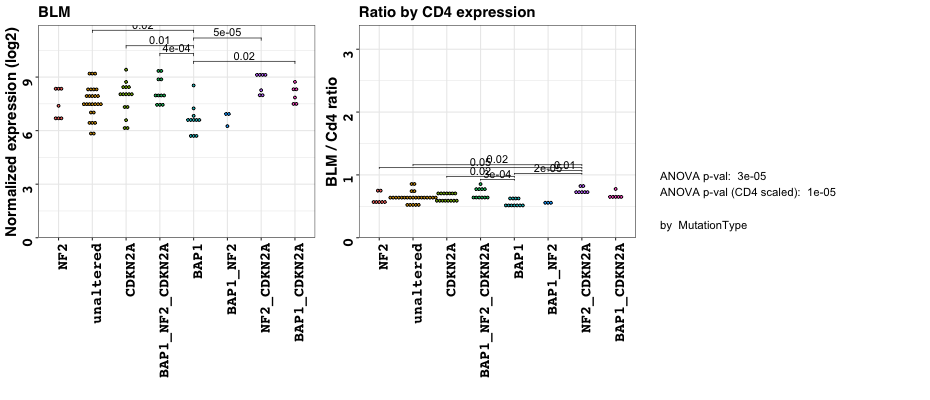 BLM
Normalized expression (log2)
0
3
6
9
0.02
5e-05
0.01
4e-04
0.02
NF2
unaltered
CDKN2A
BAP1_NF2_CDKN2A
BAP1
BAP1_NF2
NF2_CDKN2A
BAP1_CDKN2A
Ratio by CD4 expression
BLM / Cd4 ratio
0
1
2
3
0.02
0.05
0.01
2e-05
0.02
3e-04
NF2
unaltered
CDKN2A
BAP1_NF2_CDKN2A
BAP1
BAP1_NF2
NF2_CDKN2A
BAP1_CDKN2A
ANOVA p-val: 3e-05
ANOVA p-val (CD4 scaled): 1e-05
by MutationType